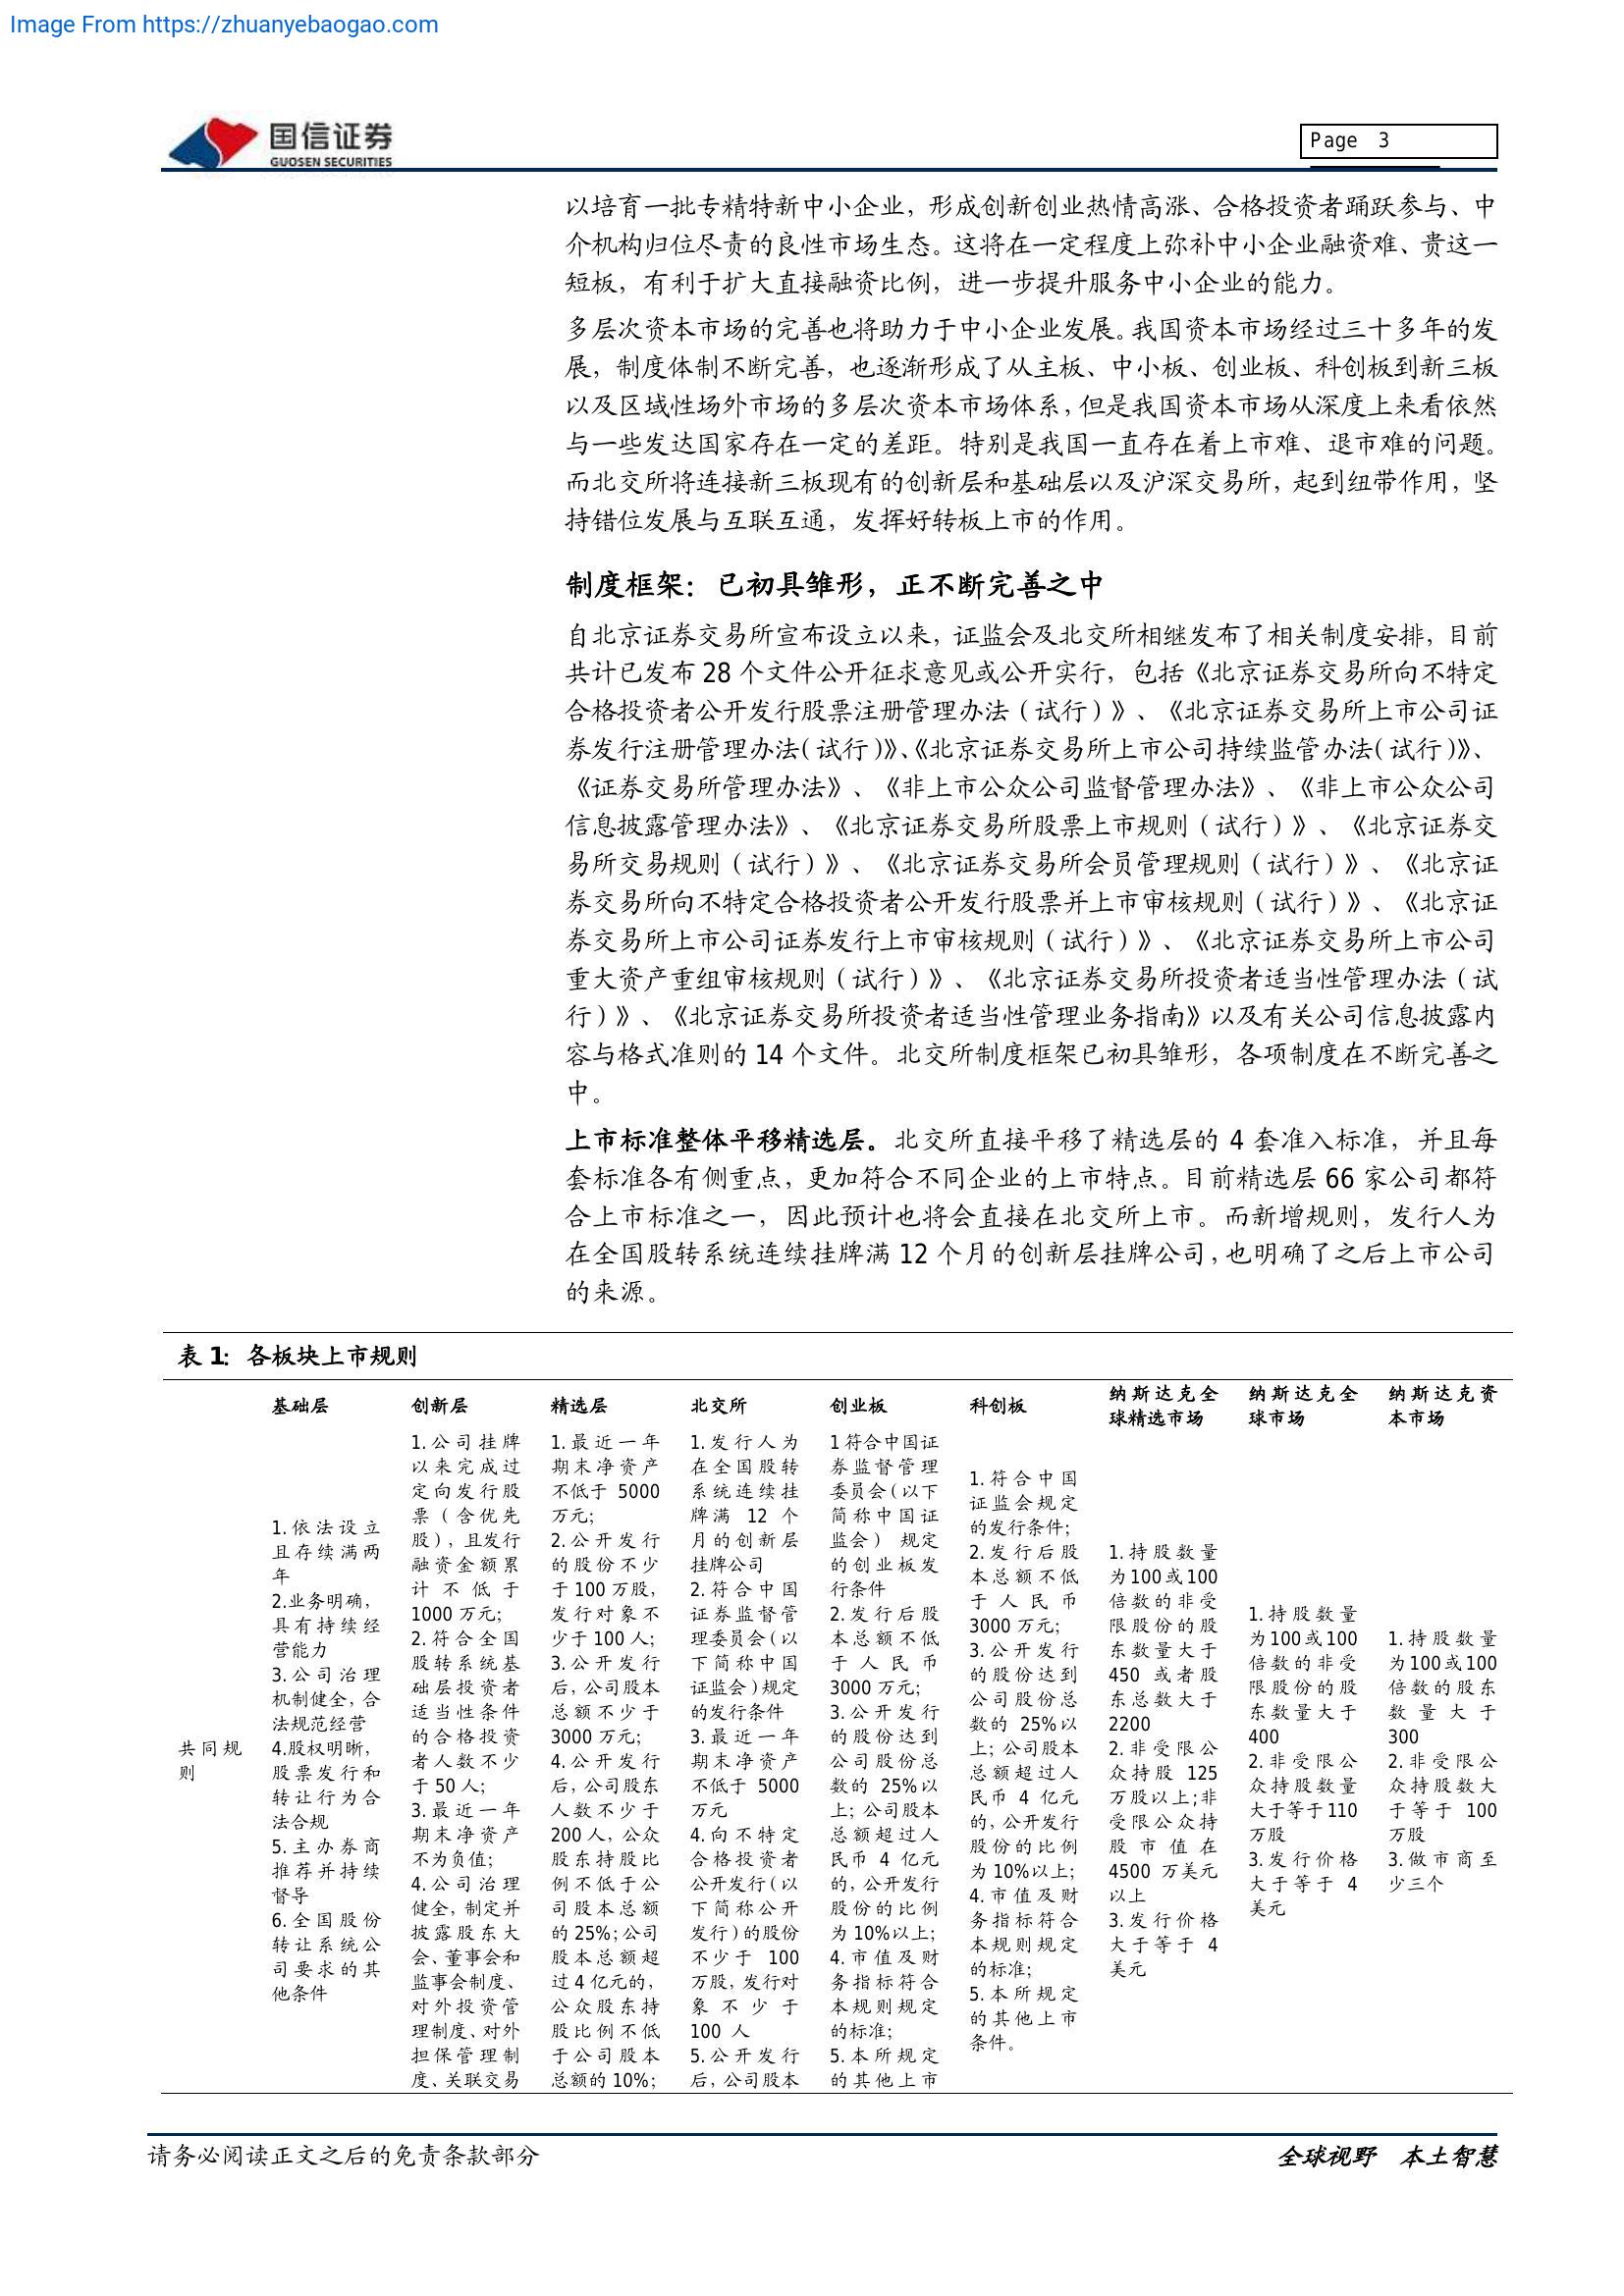 Image From https://zhuanyebaogao.com
国信证券
GUOSEN SECURITIES
Page 3
以培育一批专精特新中小企业，形成创新创业热情高涨、合格投资者踊跃参与、中
介机构归位尽责的良性市场生态。这将在一定程度上弥补中小企业融资难、贵这一
短板，有利于扩大直接融资比例，进一步提升服务中小企业的能力。
多层次资本市场的完善也将助力于中小企业发展。我国资本市场经过三十多年的发
展，制度体制不断完善，也逐渐形成了从主板、中小板、创业板、科创板到新三板
以及区域性场外市场的多层次资本市场体系，但是我国资本市场从深度上来看依然
与一些发达国家存在一定的差距。特别是我国一直存在着上市难、退市难的问题。
而北交所将连接新三板现有的创新层和基础层以及沪深交易所，起到纽带作用，坚
持错位发展与互联互通，发挥好转板上市的作用。
制度框架：已初具雏形，正不断完善之中
自北京证券交易所宣布设立以来，证监会及北交所相继发布了相关制度安排，目前
共计已发布 28 个文件公开征求意见或公开实行，包括《北京证券交易所向不特定
合格投资者公开发行股票注册管理办法（试行）》、《北京证券交易所上市公司证
券发行注册管理办法（试行）》、《北京证券交易所上市公司持续监管办法（试行）》、
《证券交易所管理办法》、《非上市公众公司监督管理办法》、《非上市公众公司
信息披露管理办法》、《北京证券交易所股票上市规则（试行）》、《北京证券交
易所交易规则（试行）》、《北京证券交易所会员管理规则（试行）》、《北京证
券交易所向不特定合格投资者公开发行股票并上市审核规则（试行）》、《北京证
券交易所上市公司证券发行上市审核规则（试行）》、《北京证券交易所上市公司
重大资产重组审核规则（试行）》、《北京证券交易所投资者适当性管理办法（试
行）》、《北京证券交易所投资者适当性管理业务指南》以及有关公司信息披露内
容与格式准则的 14 个文件。北交所制度框架已初具雏形，各项制度在不断完善之
中。
上市标准整体平移精选层。北交所直接平移了精选层的 4 套准入标准，并且每
套标准各有侧重点，更加符合不同企业的上市特点。目前精选层 66 家公司都符
合上市标准之一，因此预计也将会直接在北交所上市。而新增规则，发行人为
在全国股转系统连续挂牌满 12 个月的创新层挂牌公司，也明确了之后上市公司
的来源。
表 1：各板块上市规则
基础层
创新层
精选层
北交所
创业板
科创板
纳斯达克全
球精选市场
纳斯达克全
球市场
纳斯达克资
本市场
共同规
则
1.依法设立
且存续满两
年
2.业务明确，
具有持续经
营能力
3.公司治理
机制健全，合
法规范经营
4.股权明晰，
股票发行和
转让行为合
法合规
5.主办券商
推荐并持续
督导
6.全国股份
转让系统公
司要求的其
他条件
1.公司挂牌
以来完成过
定向发行股
票（含优先
股），且发行
融资金额累
计不低于
1000 万元；
2.符合全国
股转系统基
础层投资者
适当性条件
的合格投资
者人数不少
于 50 人；
3.最近一年
期末净资产
不为负值；
4.公司治理
健全，制定并
披露股东大
会、董事会和
监事会制度、
对外投资管
理制度、对外
担保管理制
度、关联交易
1.最近一年
期末净资产
不低于 5000
万元；
2.公开发行
的股份不少
于 100 万股，
发行对象不
少于 100 人；
3.公开发行
后，公司股本
总额不少于
3000 万元；
4.公开发行
后，公司股东
人数不少于
200 人，公众
股东持股比
例不低于公
司股本总额
的 25%；公司
股本总额超
过 4 亿元的，
公众股东持
股比例不低
于公司股本
总额的 10%；
1.发行人为
在全国股转
系统连续挂
牌满 12 个
月的创新层
挂牌公司
2.符合中国
证券监督管
理委员会（以
下简称中国
证监会）规定
的发行条件
3.最近一年
期末净资产
不低于 5000
万元
4.向不特定
合格投资者
公开发行（以
下简称公开
发行）的股份
不少于 100
万股，发行对
象不少于
100 人
5.公开发行
后，公司股本
1 符合中国证
券监督管理
委员会（以下
简称中国证
监会） 规定
的创业板发
行条件
2.发行后股
本总额不低
于人民币
3000 万元；
3.公开发行
的股份达到
公司股份总
数的 25%以
上；公司股本
总额超过人
民币 4 亿元
的，公开发行
股份的比例
为 10%以上；
4.市值及财
务指标符合
本规则规定
的标准；
5.本所规定
的其他上市
1.符合中国
证监会规定
的发行条件；
2.发行后股
本总额不低
于人民币
3000 万元；
3.公开发行
的股份达到
公司股份总
数的 25%以
上；公司股本
总额超过人
民币 4 亿元
的，公开发行
股份的比例
为 10%以上；
4.市值及财
务指标符合
本规则规定
的标准；
5.本所规定
的其他上市
条件。
1.持股数量
为 100 或 100
倍数的非受
限股份的股
东数量大于
450 或者股
东总数大于
2200
2.非受限公
众持股 125
万股以上；非
受限公众持
股市值在
4500 万美元
以上
3.发行价格
大于等于 4
美元
1.持股数量
为 100 或 100
倍数的非受
限股份的股
东数量大于
400
2.非受限公
众持股数量
大于等于 110
万股
3.发行价格
大于等于 4
美元
1.持股数量
为 100 或 100
倍数的股东
数量大于
300
2.非受限公
众持股数大
于等于 100
万股
3.做市商至
少三个
请务必阅读正文之后的免责条款部分
全球视野 本土智慧